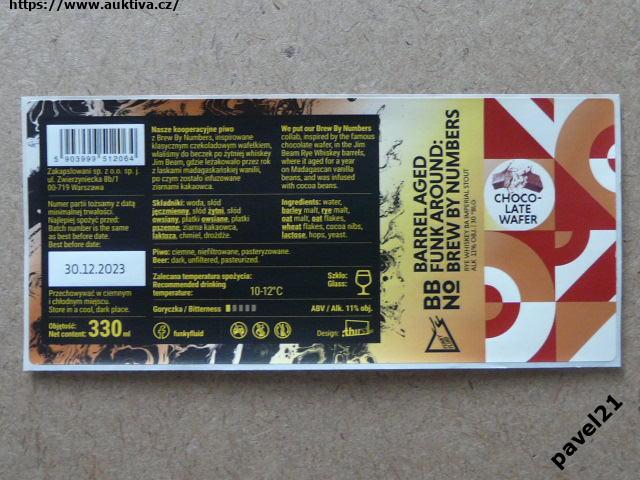 https://www.auktiva.cz/
5 903999 512064
Zakapslowani sp. z o.o. sp. j.
ul. Zwierzyniecka 8b/1
00-719 Warszawa
Numer partii tożsamy z datą
minimalnej trwałości.
Najlepiej spożyć przed:
Batch number is the same
as best before date.
Best before date:
30.12.2023
Przechowywać w ciemnym
i chłodnym miejscu.
Store in a cool, dark place.
Objętość:
Net content: 330ml
Nasze kooperacyjne piwo
z Brew By Numbers, inspirowane
klasycznym czekoladowym wafelkiem,
wlaliśmy do beczek po żytniej whiskey
Jim Beam, gdzie leżakowało przez rok
z laskami madagaskarskiej wanilii,
po czym zostało infuzowane
ziarnami kakaowca.
We put our Brew By Numbers
collab, inspired by the famous
chocolate wafer, in the Jim
Beam Rye Whiskey barrels,
where it aged for a year
on Madagascan vanilla
beans, and was infused
with cocoa beans.
Składniki: woda, słód
jęczmienny, słód żytni, słód
owsiany, płatki owsiane, płatki
pszenne, ziarna kakaowca,
laktoza, chmiel, drożdże.
Ingredients: water,
barley malt, rye malt,
oat malt, oat flakes,
wheat flakes, cocoa nibs,
lactose, hops, yeast.
Piwo: ciemne, niefiltrowane, pasteryzowane.
Beer: dark, unfiltered, pasteurized.
Zalecana temperatura spożycia:
Recommended drinking
temperature:
10-12°C
Szkło:
Glass:
Goryczka / Bitterness
ABV / Alk. 11% obj.
funkyfluid
Design:
BARRELAGED
BB FUNK AROUND:
NO BREW BY NUMBERS
RYE WHISKEY BA IMPERIAL STOUT
ALK. 11% OBJ. | 30 °BLG
CHOCO-
LATE
WAFER
pavel21